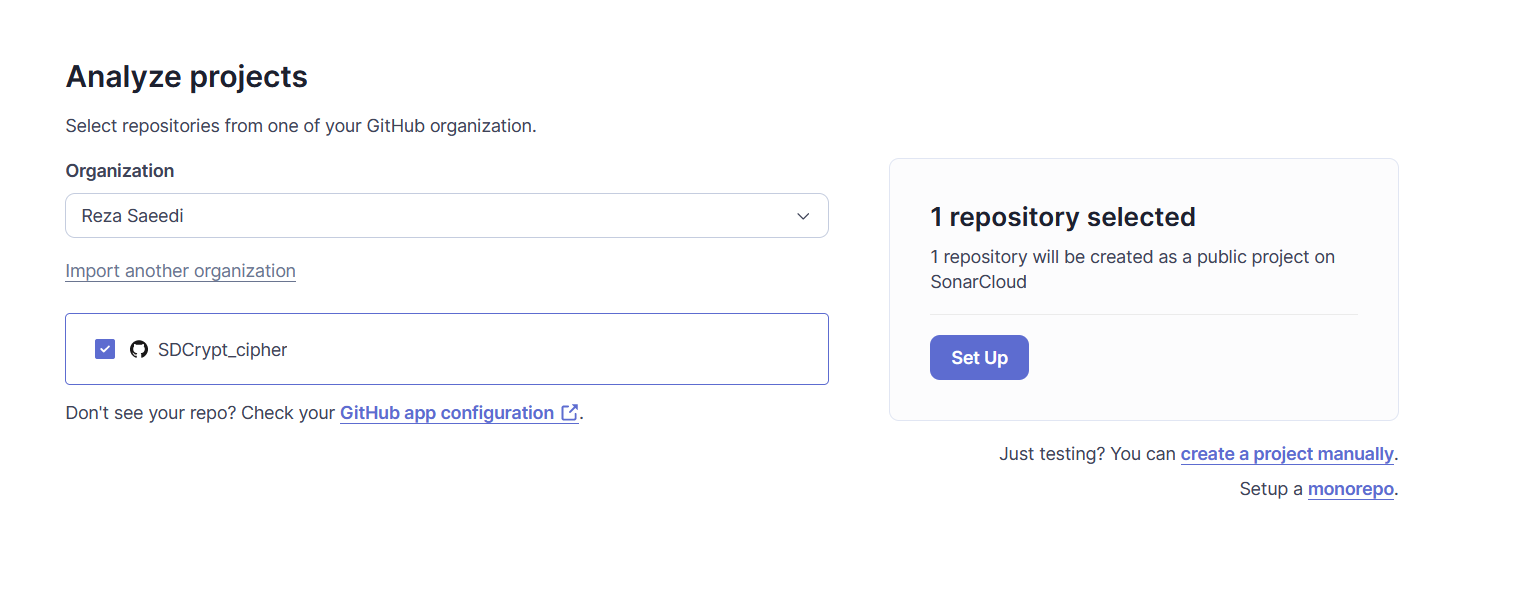 Analyze projects
Select repositories from one of your GitHub organization.
Organization
Reza Saeedi
Import another organization
SDCrypt_cipher
Don't see your repo? Check your GitHub app configuration.
1 repository selected
1 repository will be created as a public project on
SonarCloud
Set Up
Just testing? You can create a project manually.
Setup a monorepo.